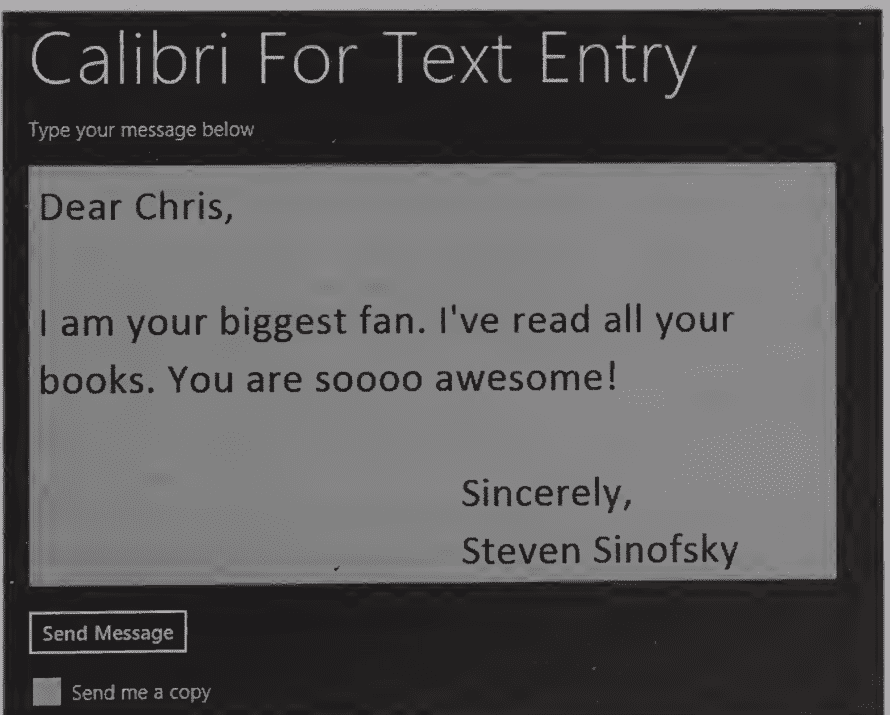 Calibri For Text Entry
Type your message below
Dear Chris,
I am your biggest fan. I've read all your
books. You are soooo awesome!
Sincerely,
Steven Sinofsky
Send Message
Send me a copy